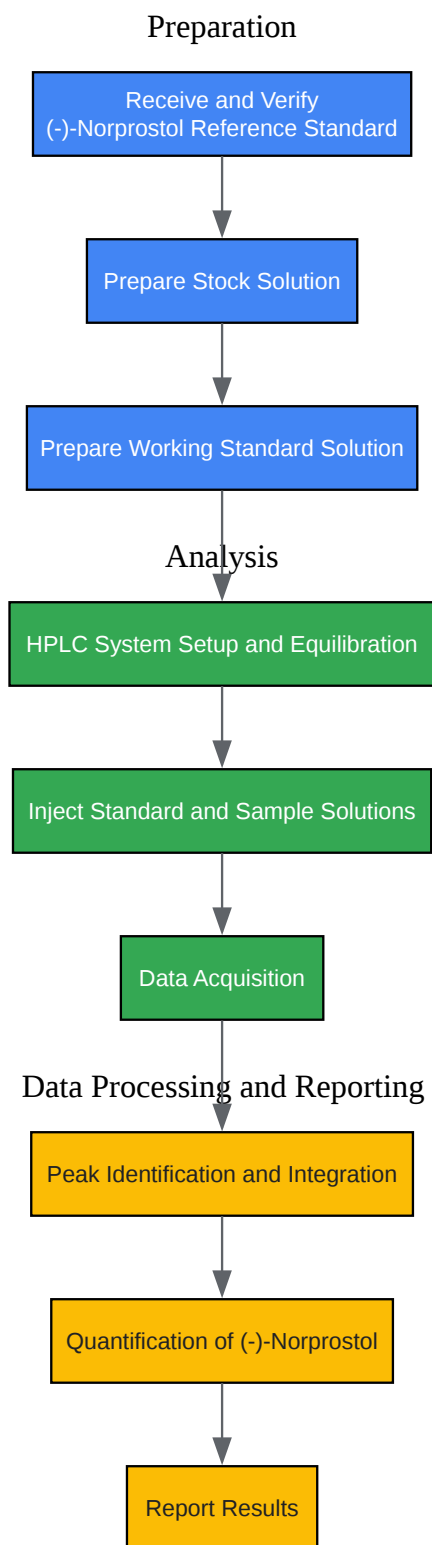 Preparation
Receive and Verify
(-)-Norprostol Reference Standard
Prepare Stock Solution
Prepare Working Standard Solution
Analysis
HPLC System Setup and Equilibration
Inject Standard and Sample Solutions
Data Acquisition
Data Processing and Reporting
Peak Identification and Integration
Quantification of (-)-Norprostol
Report Results